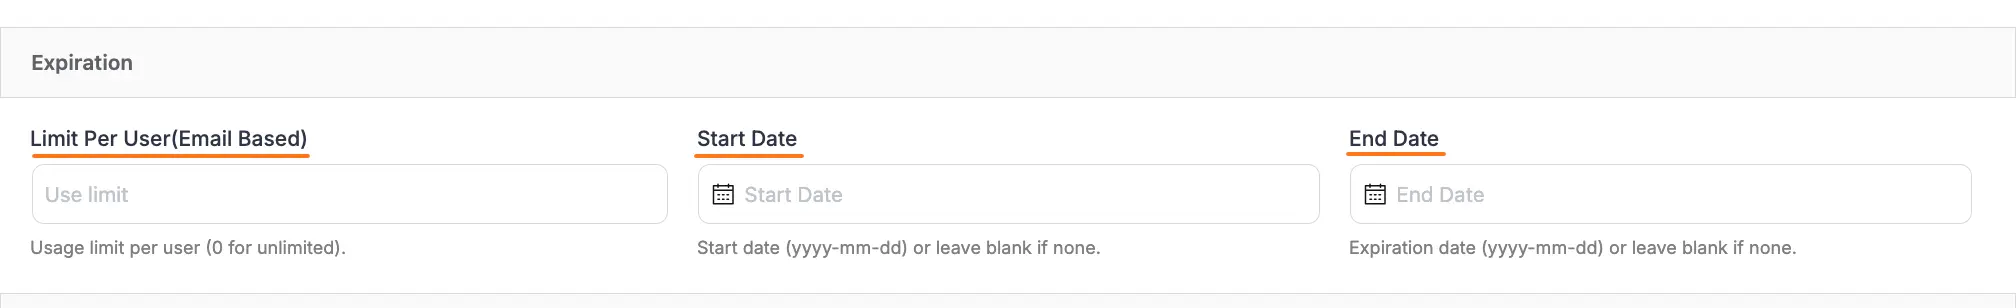 Expiration
Limit Per User(Email Based)
Start Date
End Date
Use limit
Start Date
End Date
Usage limit per user (0 for unlimited).
Start date (yyyy-mm-dd) or leave blank if none.
Expiration date (yyyy-mm-dd) or leave blank if none.